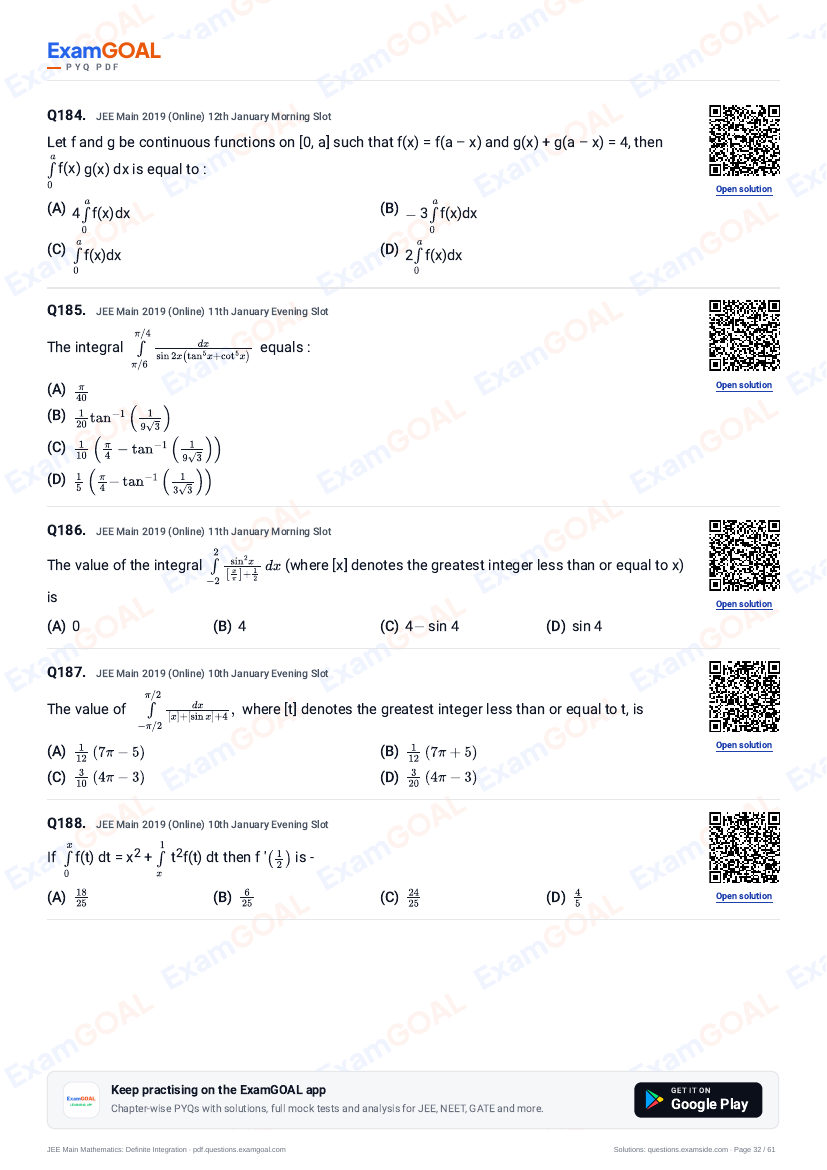 ExamGOAL
PYQ PDF
Q184. JEE Main 2019 (Online) 12th January Morning Slot
Let f and g be continuous functions on [0, a] such that f(x) = f(a − x) and g(x) + g(a − x) = 4, then
∫₀ᵃ f(x) g(x) dx is equal to :
Open solution
(A) 4∫₀ᵃ f(x)dx (B) − 3∫₀ᵃ f(x)dx
(C) ∫₀ᵃ f(x)dx (D) 2∫₀ᵃ f(x)dx
Q185. JEE Main 2019 (Online) 11th January Evening Slot
The integral ∫_{π/6}^{π/4} dx/(sin 2x(tan⁵x+cot⁵x)) equals :
Open solution
(A) π/40
(B) 1/20 tan⁻¹ (1/(9√3))
(C) 1/10 (π/4 − tan⁻¹ (1/(9√3)))
(D) 1/5 (π/4 − tan⁻¹ (1/(3√3)))
Q186. JEE Main 2019 (Online) 11th January Morning Slot
The value of the integral ∫_{−2}^{2} sin²x/([x/π]+1/2) dx (where [x] denotes the greatest integer less than or equal to x)
is
Open solution
(A) 0 (B) 4 (C) 4− sin 4 (D) sin 4
Q187. JEE Main 2019 (Online) 10th January Evening Slot
The value of ∫_{−π/2}^{π/2} dx/([x]+[sin x]+4), where [t] denotes the greatest integer less than or equal to t, is
Open solution
(A) 1/12 (7π − 5) (B) 1/12 (7π + 5)
(C) 3/10 (4π − 3) (D) 3/20 (4π − 3)
Q188. JEE Main 2019 (Online) 10th January Evening Slot
If ∫₀ˣ f(t) dt = x² + ∫ₓ¹ t²f(t) dt then f '(1/2) is -
Open solution
(A) 18/25 (B) 6/25 (C) 24/25 (D) 4/5
Keep practising on the ExamGOAL app
Chapter-wise PYQs with solutions, full mock tests and analysis for JEE, NEET, GATE and more.
GET IT ON
Google Play
JEE Main Mathematics: Definite Integration · pdf.questions.examgoal.com Solutions: questions.examside.com · Page 32 / 61